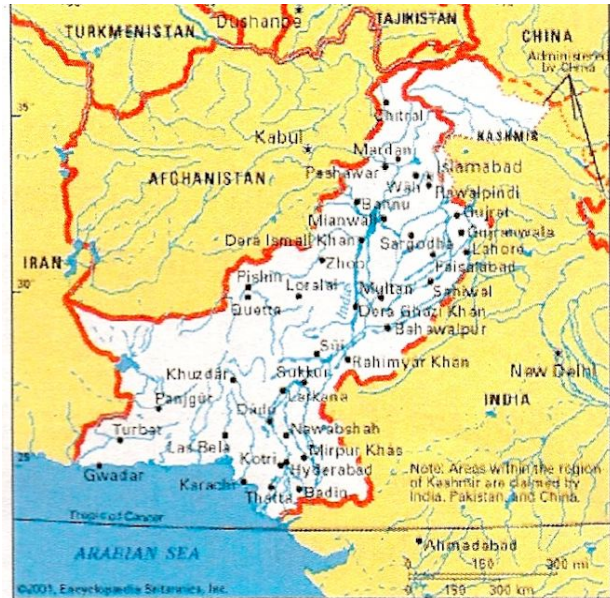 Dushanbe
TURKMENISTAN
TAJIKISTAN
CHINA
Administered
by China
35
Chitral
KASHMIR
Kabul
Mardan
Islamabad
Peshawar
Wah
Rawalpindi
AFGHANISTAN
Bannu
Gujrat
Mianwali
Gujranwala
Dera Ismail Khan
Sargodha
Lahore
IRAN
Zhob
Faisalabad
Pishin
Loralai
Multan
Sahiwal
30
Quetta
Indus
Dera Ghazi Khan
Bahawalpur
Sui
Rahimyar Khan
New Delhi
Khuzdar
Sukkur
Larkana
INDIA
Panjgur
Dadu
Turbat
Nawabshah
Las Bela
Mirpur Khas
25
Kotri
Hyderabad
Gwadar
Karachi
Thatta
Badin
Note: Areas within the region
of Kashmir are claimed by
India, Pakistan, and China.
Tropic of Cancer
Ahmadabad
ARABIAN SEA
0 150 300 mi
0 150 300 km
©2001, Encyclopædia Britannica, Inc.